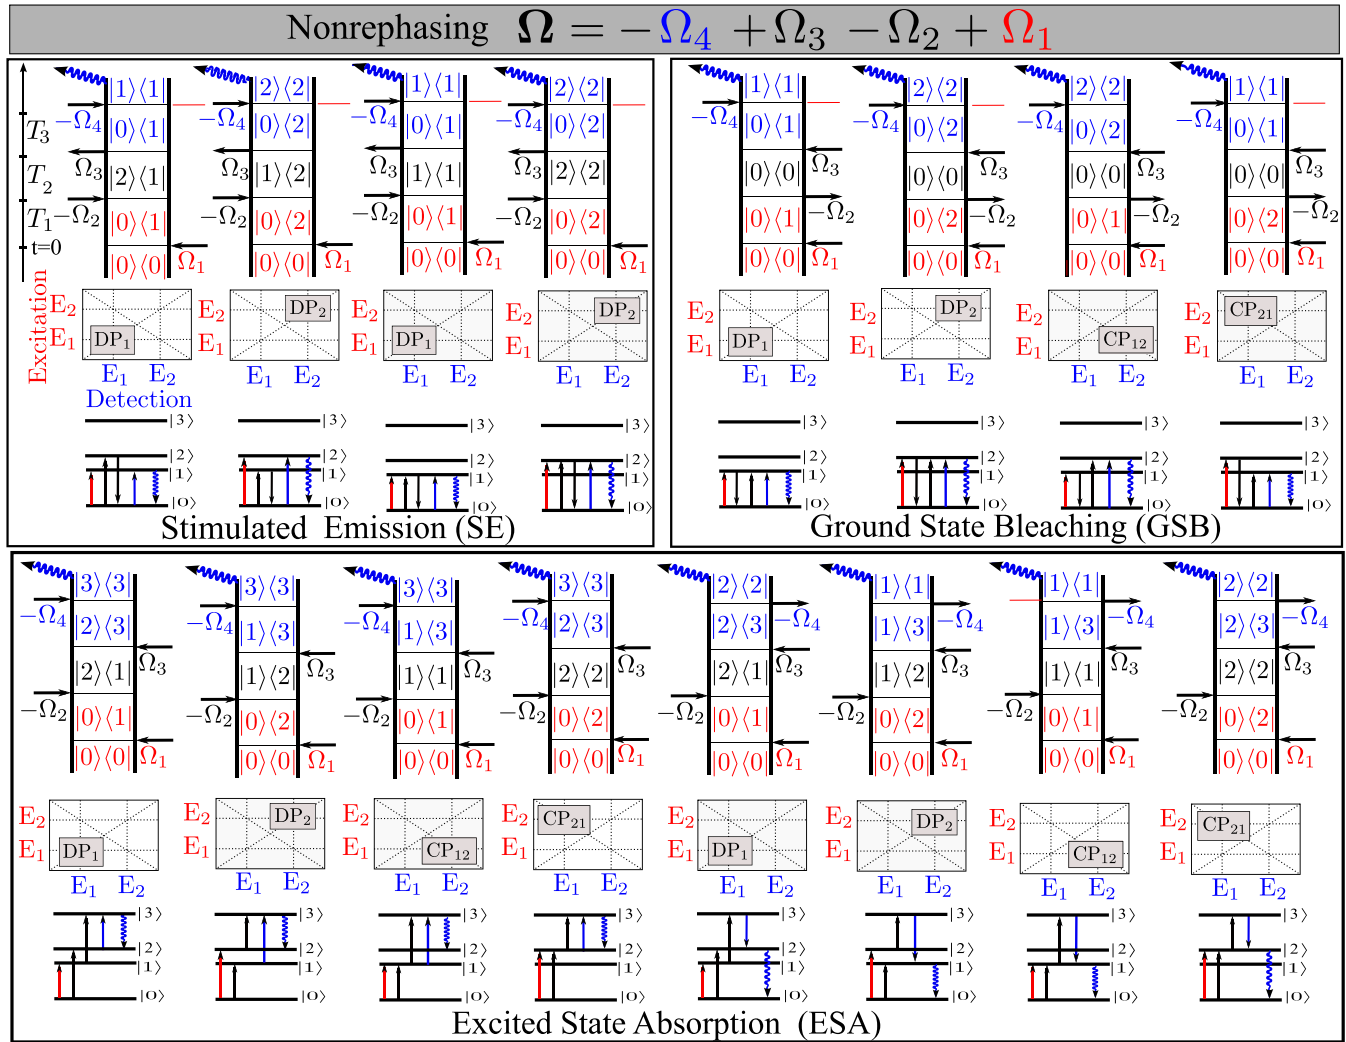 Nonrephasing Ω = −Ω₄ + Ω₃ − Ω₂ + Ω₁
|1⟩⟨1| |2⟩⟨2| |1⟩⟨1| |2⟩⟨2| |1⟩⟨1| |2⟩⟨2| |2⟩⟨2| |1⟩⟨1|
−Ω₄ −Ω₄ −Ω₄ −Ω₄ −Ω₄ −Ω₄ −Ω₄ −Ω₄
T₃ |0⟩⟨1| |0⟩⟨2| |0⟩⟨1| |0⟩⟨2| |0⟩⟨1| |0⟩⟨2| |0⟩⟨2| |0⟩⟨1|
Ω₃ Ω₃ Ω₃ Ω₃ Ω₃ Ω₃ Ω₃ Ω₃
T₂ |2⟩⟨1| |1⟩⟨2| |1⟩⟨1| |2⟩⟨2| |0⟩⟨0| |0⟩⟨0| |0⟩⟨0| |0⟩⟨0|
−Ω₂ −Ω₂ −Ω₂ −Ω₂ −Ω₂ −Ω₂ −Ω₂ −Ω₂
T₁ |0⟩⟨1| |0⟩⟨2| |0⟩⟨1| |0⟩⟨2| |0⟩⟨1| |0⟩⟨2| |0⟩⟨1| |0⟩⟨2|
t=0
|0⟩⟨0| Ω₁ |0⟩⟨0| Ω₁ |0⟩⟨0| Ω₁ |0⟩⟨0| Ω₁ |0⟩⟨0| Ω₁ |0⟩⟨0| Ω₁ |0⟩⟨0| Ω₁ |0⟩⟨0| Ω₁
Excitation
E₂ E₂ DP₂ E₂ E₂ DP₂ E₂ E₂ DP₂ E₂ E₂ CP₂₁
E₁ DP₁ E₁ E₁ DP₁ E₁ E₁ DP₁ E₁ E₁ CP₁₂ E₁
E₁ E₂ E₁ E₂ E₁ E₂ E₁ E₂ E₁ E₂ E₁ E₂ E₁ E₂ E₁ E₂
Detection
|3⟩ |3⟩ |3⟩ |3⟩ |3⟩ |3⟩ |3⟩ |3⟩
|2⟩ |2⟩ |2⟩ |2⟩ |2⟩ |2⟩ |2⟩ |2⟩
|1⟩ |1⟩ |1⟩ |1⟩ |1⟩ |1⟩ |1⟩ |1⟩
|0⟩ |0⟩ |0⟩ |0⟩ |0⟩ |0⟩ |0⟩ |0⟩
Stimulated Emission (SE)
Ground State Bleaching (GSB)
|3⟩⟨3| |3⟩⟨3| |3⟩⟨3| |3⟩⟨3| |2⟩⟨2| |1⟩⟨1| |1⟩⟨1| |2⟩⟨2|
−Ω₄ −Ω₄ −Ω₄ −Ω₄ −Ω₄ −Ω₄ −Ω₄ −Ω₄
|2⟩⟨3| |1⟩⟨3| |1⟩⟨3| |2⟩⟨3| |2⟩⟨3| |1⟩⟨3| |1⟩⟨3| |2⟩⟨3|
Ω₃ Ω₃ Ω₃ Ω₃ Ω₃ Ω₃ Ω₃ Ω₃
|2⟩⟨1| |1⟩⟨2| |1⟩⟨1| |2⟩⟨2| |2⟩⟨1| |1⟩⟨2| |1⟩⟨1| |2⟩⟨2|
−Ω₂ −Ω₂ −Ω₂ −Ω₂ −Ω₂ −Ω₂ −Ω₂ −Ω₂
|0⟩⟨1| |0⟩⟨2| |0⟩⟨1| |0⟩⟨2| |0⟩⟨1| |0⟩⟨2| |0⟩⟨1| |0⟩⟨2|
|0⟩⟨0| Ω₁ |0⟩⟨0| Ω₁ |0⟩⟨0| Ω₁ |0⟩⟨0| Ω₁ |0⟩⟨0| Ω₁ |0⟩⟨0| Ω₁ |0⟩⟨0| Ω₁ |0⟩⟨0| Ω₁
E₂ E₂ DP₂ E₂ E₂ CP₂₁ E₂ E₂ DP₂ E₂ E₂ CP₂₁
E₁ DP₁ E₁ E₁ CP₁₂ E₁ E₁ DP₁ E₁ E₁ CP₁₂ E₁
E₁ E₂ E₁ E₂ E₁ E₂ E₁ E₂ E₁ E₂ E₁ E₂ E₁ E₂ E₁ E₂
|3⟩ |3⟩ |3⟩ |3⟩ |3⟩ |3⟩ |3⟩ |3⟩
|2⟩ |2⟩ |2⟩ |2⟩ |2⟩ |2⟩ |2⟩ |2⟩
|1⟩ |1⟩ |1⟩ |1⟩ |1⟩ |1⟩ |1⟩ |1⟩
|0⟩ |0⟩ |0⟩ |0⟩ |0⟩ |0⟩ |0⟩ |0⟩
Excited State Absorption (ESA)